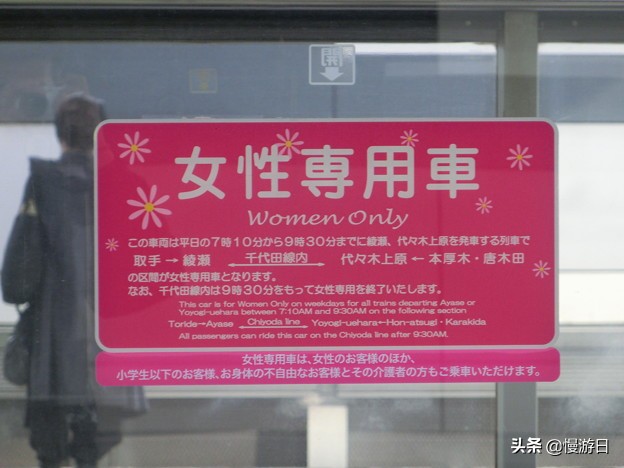 開
女性専用車
Women Only
この車両は平日の7時10分から9時30分までに綾瀬、代々木上原を発車する列車で
取手→綾瀬 ←千代田線内→ 代々木上原←本厚木・唐木田
の区間が女性専用車となります。
なお、千代田線内は9時30分をもって女性専用を終了いたします。
This car is for Women Only on weekdays for all trains departing Ayase or
Yoyogi-uehara between 7:10AM and 9:30AM on the following section
Toride→Ayase ←Chiyoda line→ Yoyogi-uehara←Hon-atsugi・Karakida
All passengers can ride this car on the Chiyoda line after 9:30AM.
女性専用車は、女性のお客様のほか、
小学生以下のお客様、お身体の不自由なお客様とその介護者の方もご乗車いただけます。
头条 @慢游日